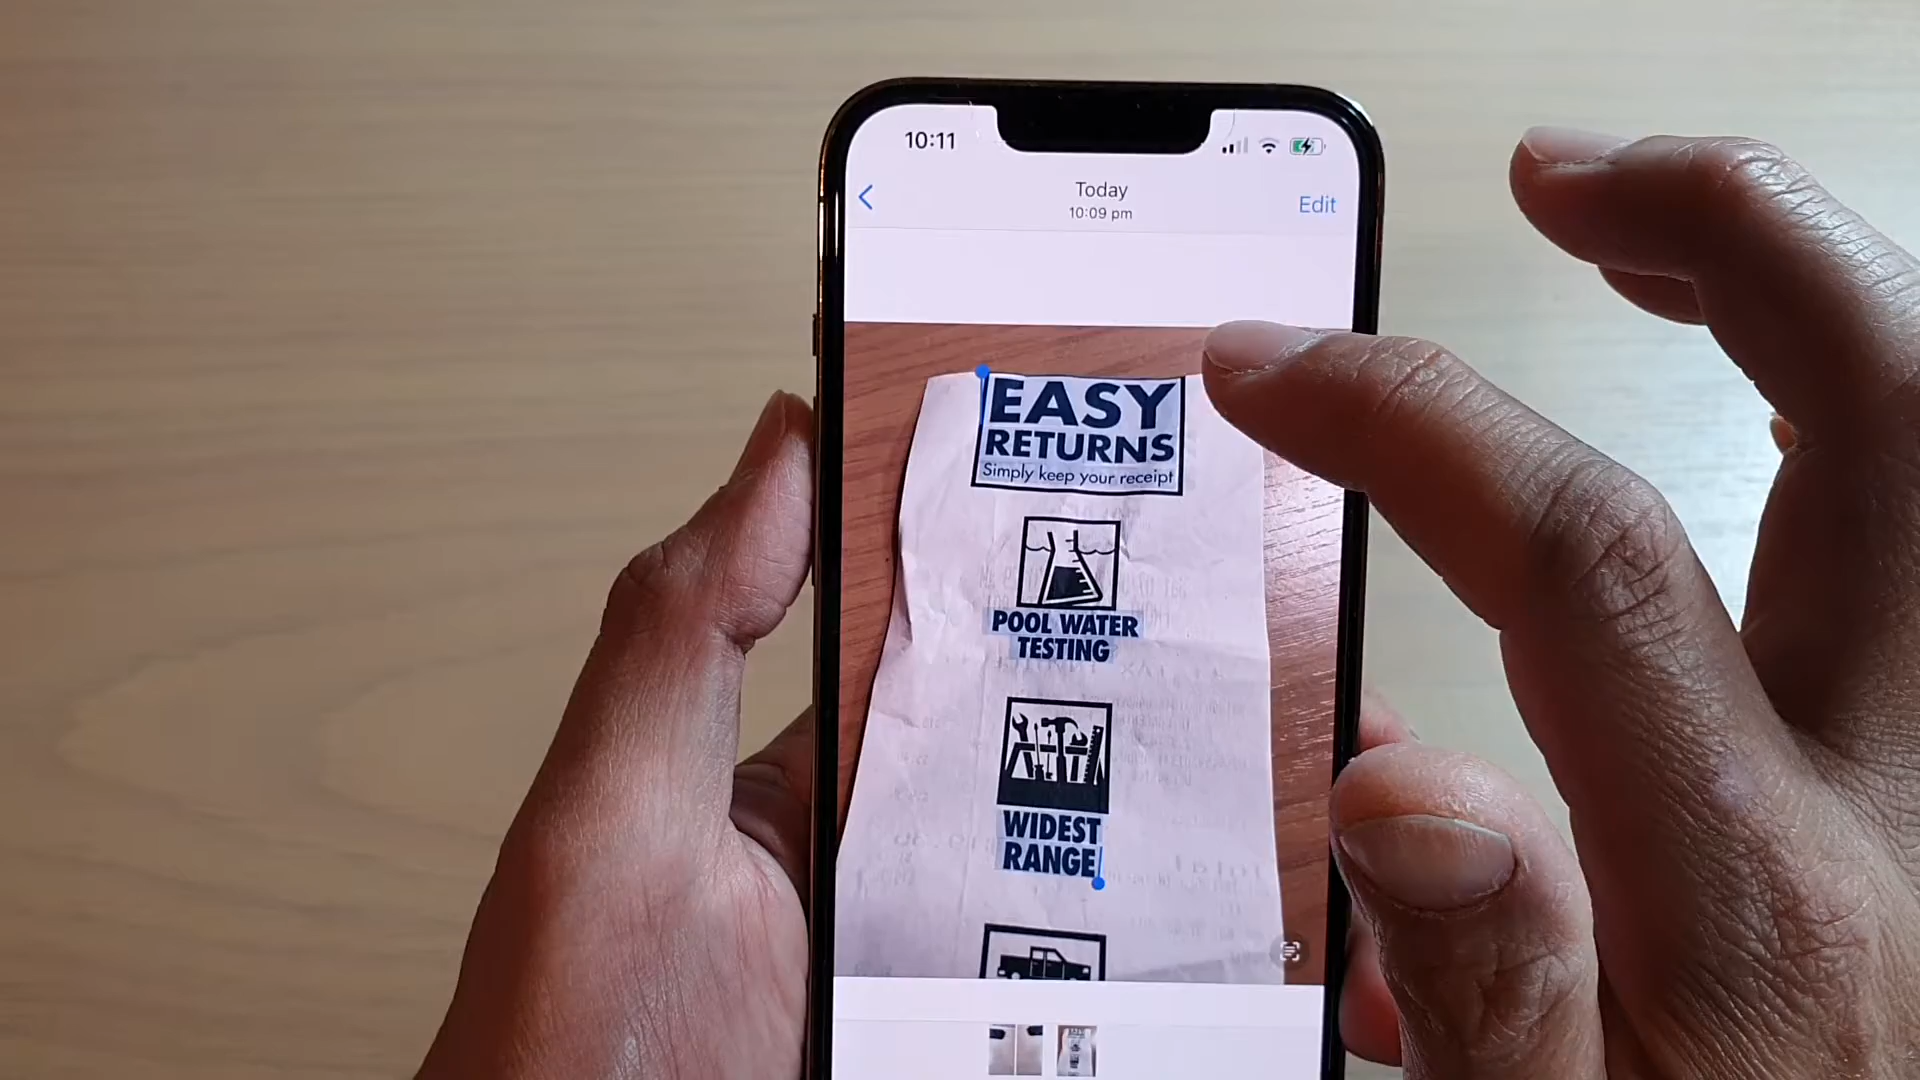 10:11
Today
10:09 pm
Edit
EASY
RETURNS
Simply keep your receipt
POOL WATER
TESTING
WIDEST
RANGE